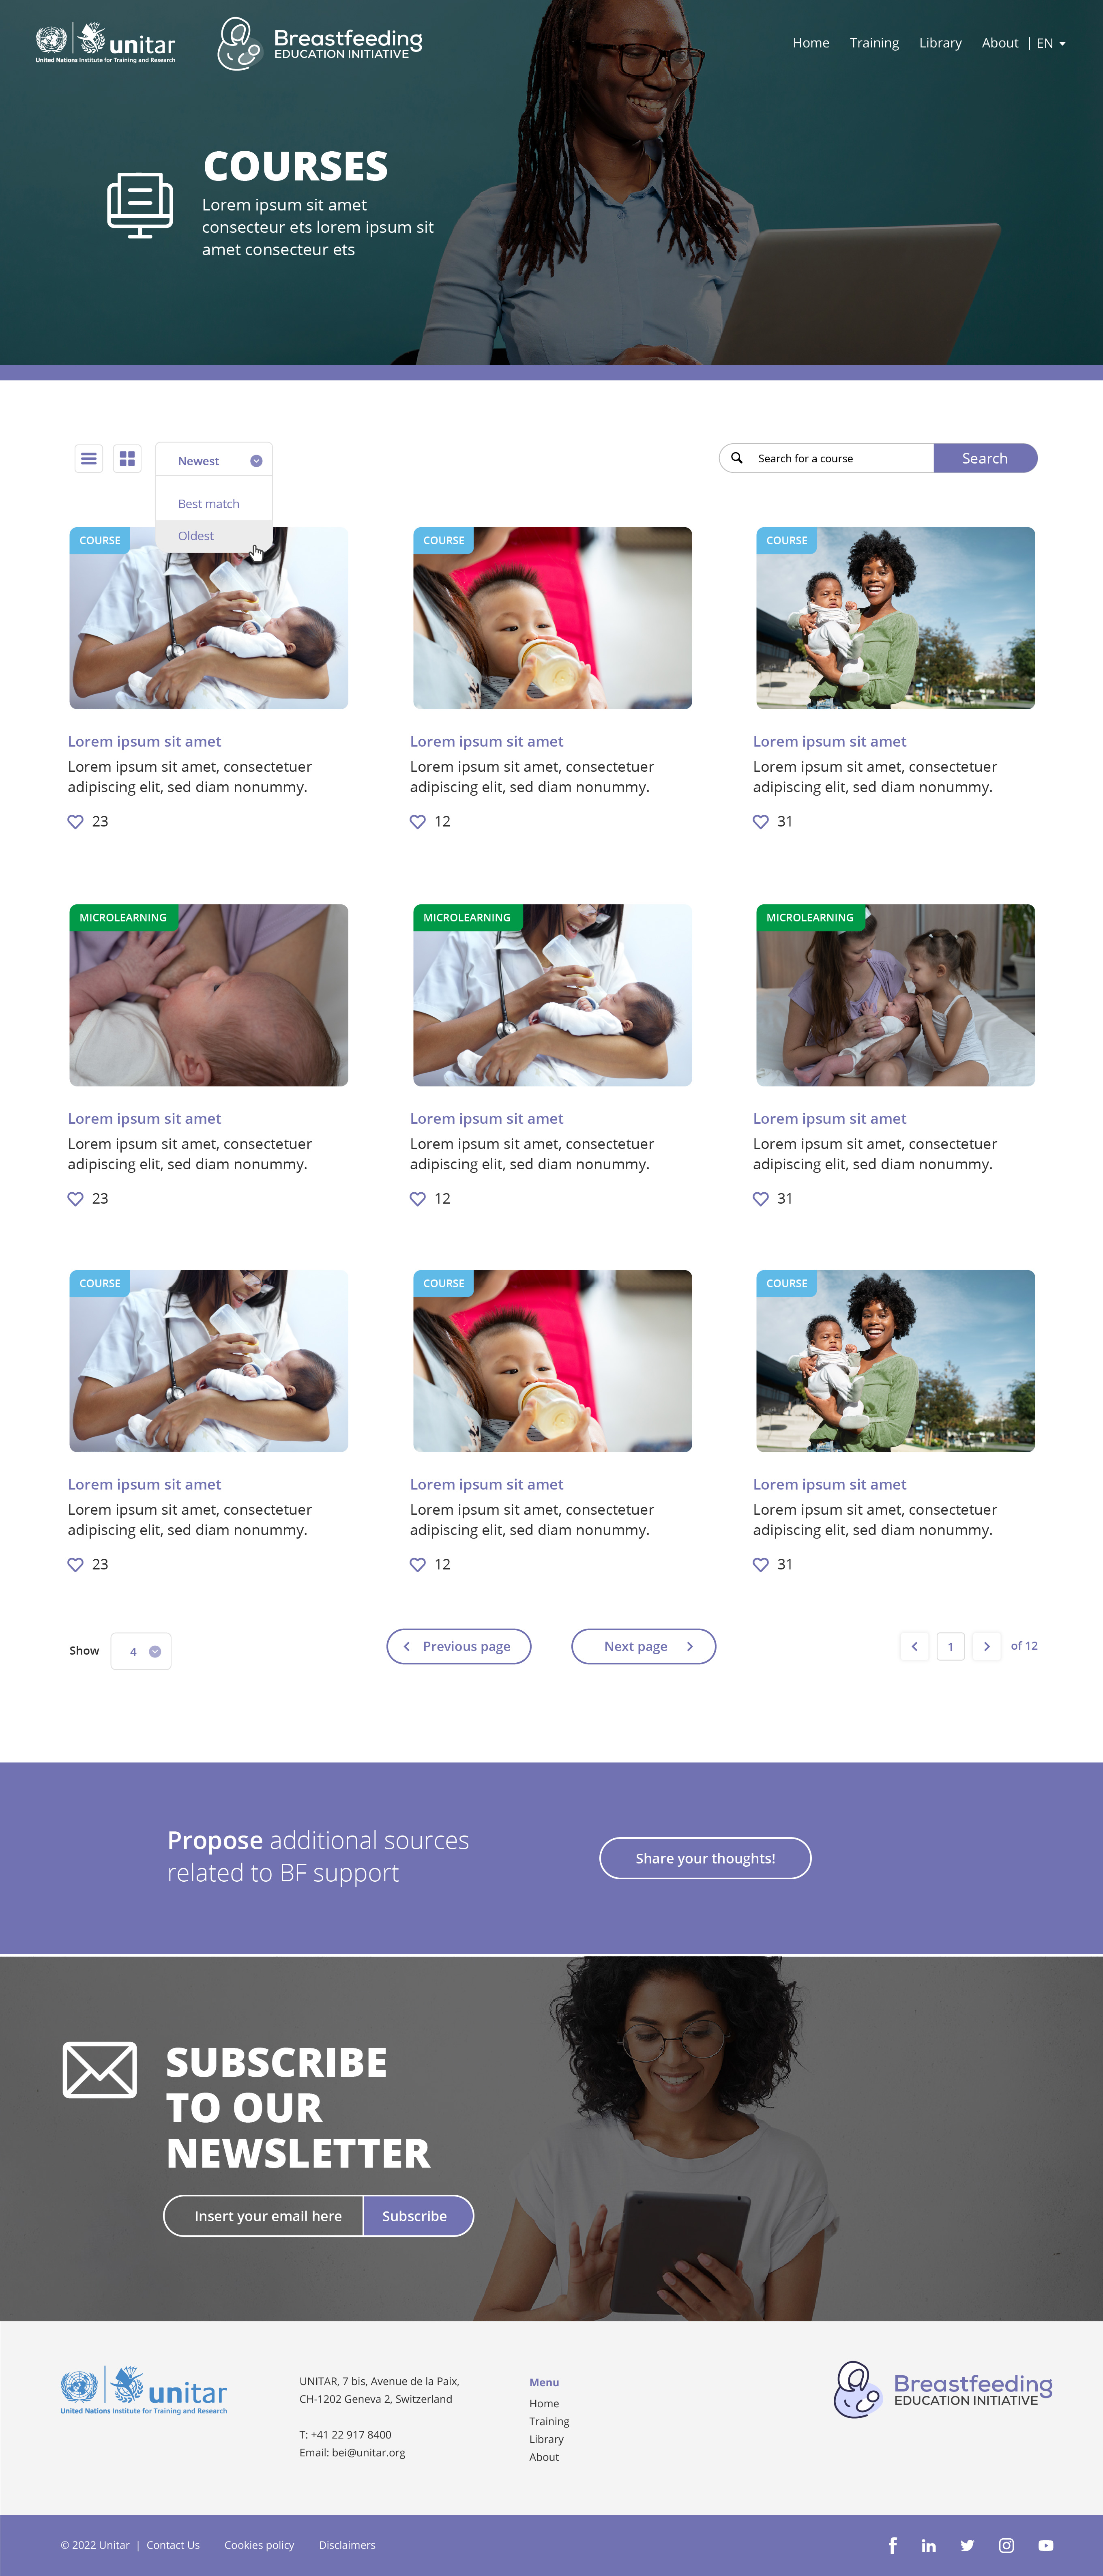 unitar
United Nations Institute for Training and Research
Breastfeeding
EDUCATION INITIATIVE
Home Training Library About | EN
COURSES
Lorem ipsum sit amet
consecteur ets lorem ipsum sit
amet consecteur ets
Newest
Best match
Oldest
Search for a course
Search
COURSE
COURSE
COURSE
Lorem ipsum sit amet
Lorem ipsum sit amet, consectetuer
adipiscing elit, sed diam nonummy.
23
Lorem ipsum sit amet
Lorem ipsum sit amet, consectetuer
adipiscing elit, sed diam nonummy.
12
Lorem ipsum sit amet
Lorem ipsum sit amet, consectetuer
adipiscing elit, sed diam nonummy.
31
MICROLEARNING
MICROLEARNING
MICROLEARNING
Lorem ipsum sit amet
Lorem ipsum sit amet, consectetuer
adipiscing elit, sed diam nonummy.
23
Lorem ipsum sit amet
Lorem ipsum sit amet, consectetuer
adipiscing elit, sed diam nonummy.
12
Lorem ipsum sit amet
Lorem ipsum sit amet, consectetuer
adipiscing elit, sed diam nonummy.
31
COURSE
COURSE
COURSE
Lorem ipsum sit amet
Lorem ipsum sit amet, consectetuer
adipiscing elit, sed diam nonummy.
23
Lorem ipsum sit amet
Lorem ipsum sit amet, consectetuer
adipiscing elit, sed diam nonummy.
12
Lorem ipsum sit amet
Lorem ipsum sit amet, consectetuer
adipiscing elit, sed diam nonummy.
31
Show 4
Previous page
Next page
1 of 12
Propose additional sources
related to BF support
Share your thoughts!
SUBSCRIBE
TO OUR
NEWSLETTER
Insert your email here
Subscribe
unitar
United Nations Institute for Training and Research
UNITAR, 7 bis, Avenue de la Paix,
CH-1202 Geneva 2, Switzerland
T: +41 22 917 8400
Email: bei@unitar.org
Menu
Home
Training
Library
About
Breastfeeding
EDUCATION INITIATIVE
© 2022 Unitar | Contact Us Cookies policy Disclaimers